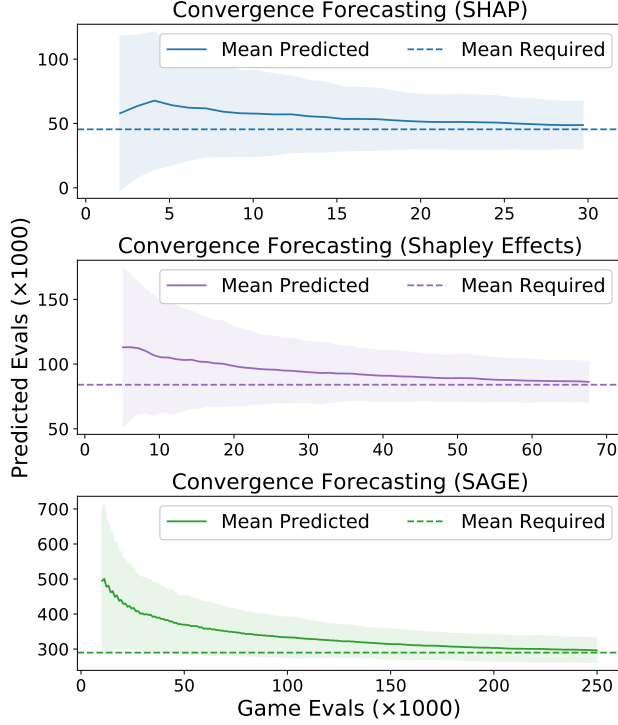 Convergence Forecasting (SHAP)
Mean Predicted
Mean Required
100
50
0
0 5 10 15 20 25 30
Convergence Forecasting (Shapley Effects)
Mean Predicted
Mean Required
150
100
50
0 10 20 30 40 50 60 70
Convergence Forecasting (SAGE)
Mean Predicted
Mean Required
700
600
500
400
300
0 50 100 150 200 250
Game Evals (×1000)
Predicted Evals (×1000)